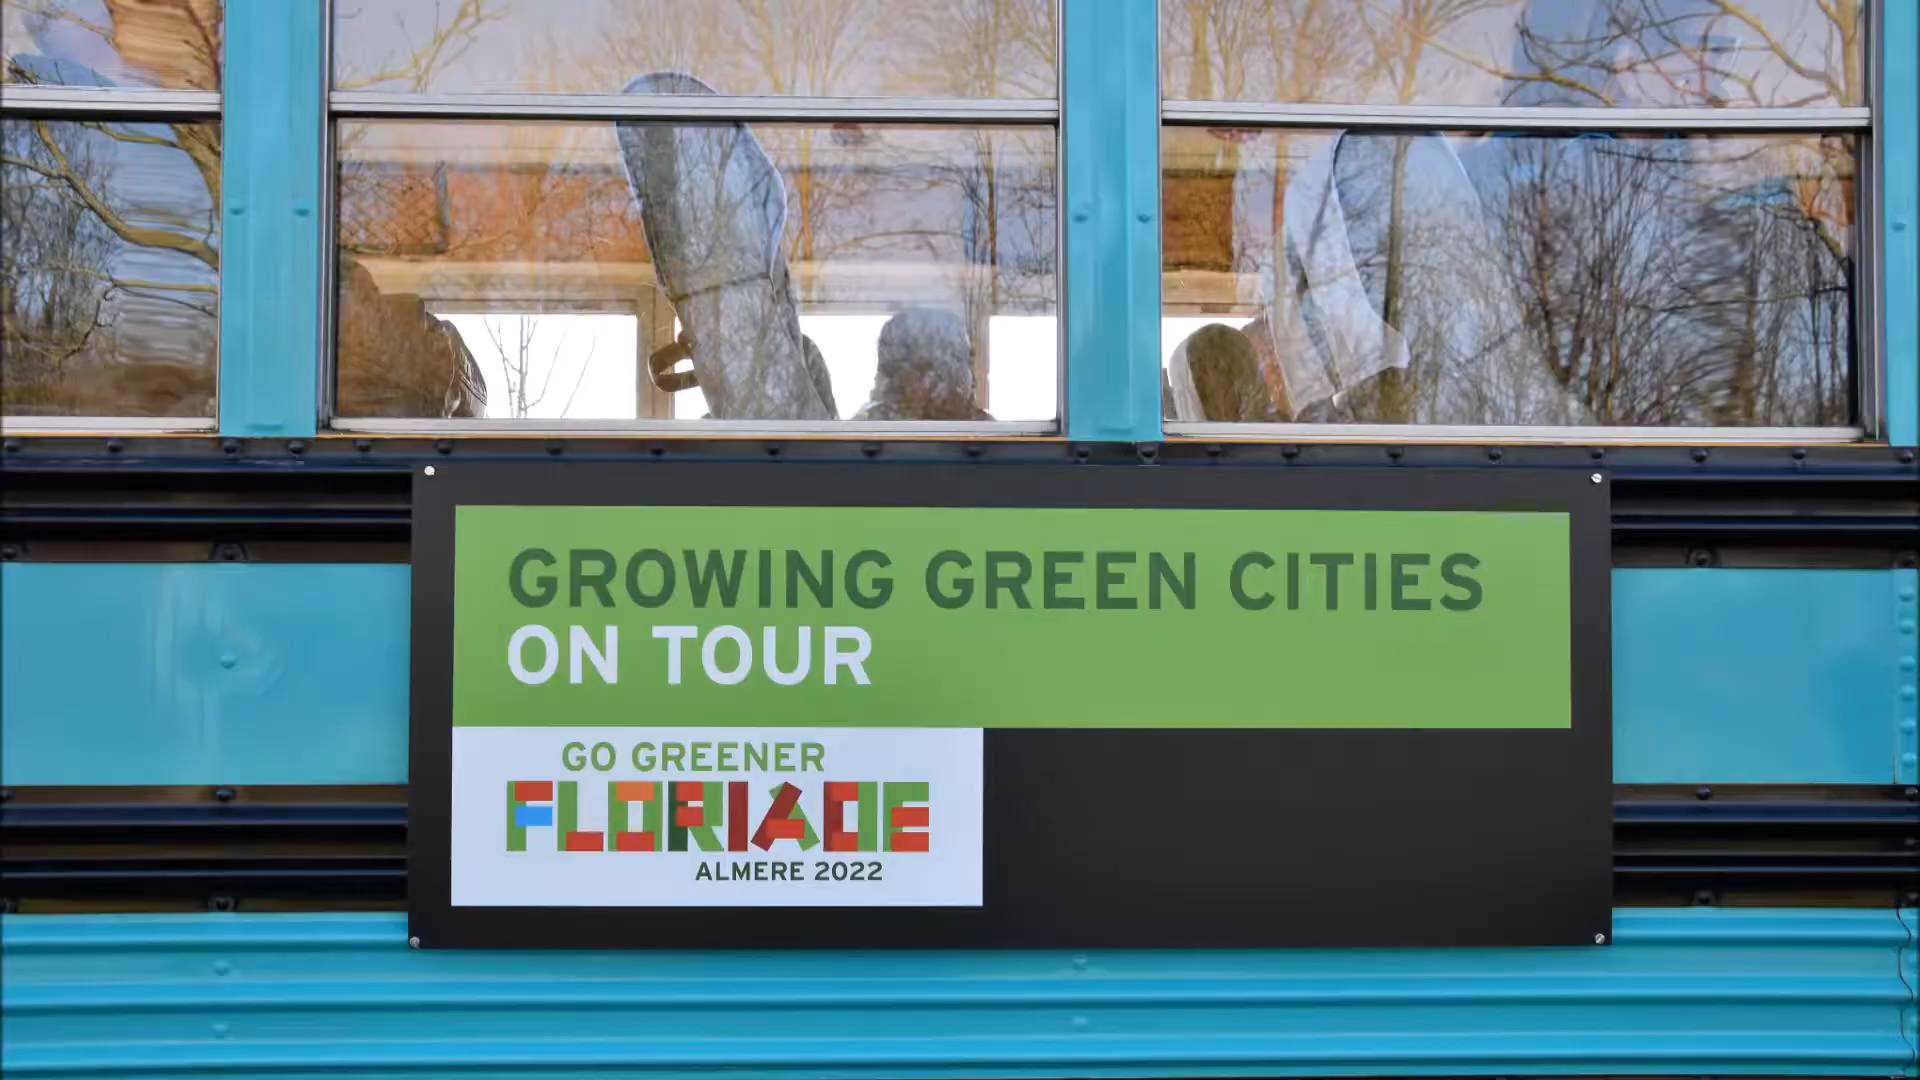 GROWING GREEN CITIES
ON TOUR
GO GREENER
FLORIADE
ALMERE 2022